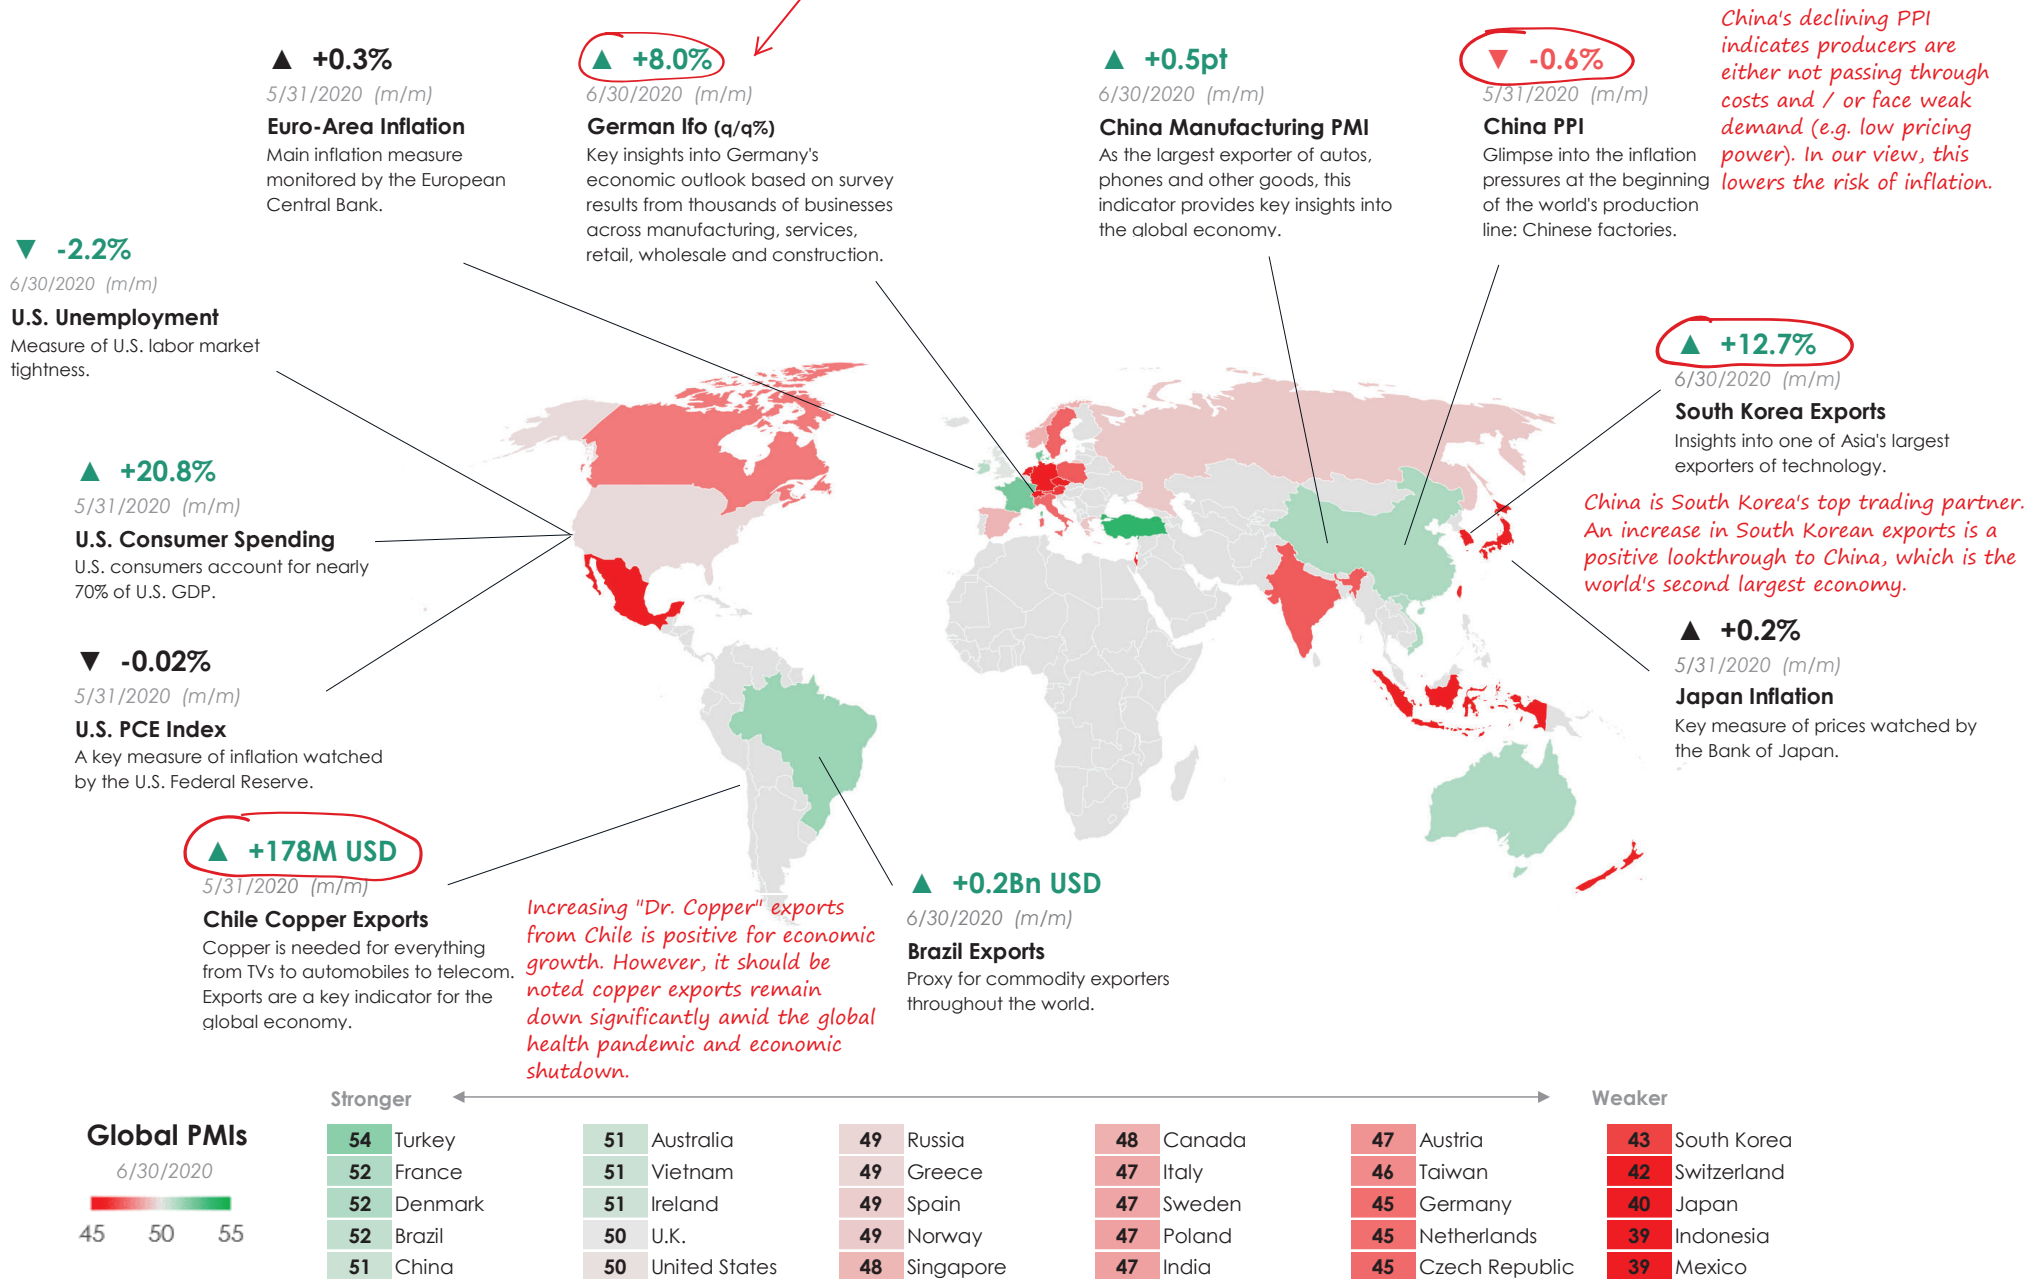 ▲ +0.3%
5/31/2020 (m/m)
Euro-Area Inflation
Main inflation measure
monitored by the European
Central Bank.
▲ +8.0%
6/30/2020 (m/m)
German Ifo (q/q%)
Key insights into Germany's
economic outlook based on survey
results from thousands of businesses
across manufacturing, services,
retail, wholesale and construction.
▲ +0.5pt
6/30/2020 (m/m)
China Manufacturing PMI
As the largest exporter of autos,
phones and other goods, this
indicator provides key insights into
the global economy.
▼ -0.6%
5/31/2020 (m/m)
China PPI
Glimpse into the inflation
pressures at the beginning
of the world's production
line: Chinese factories.
China's declining PPI
indicates producers are
either not passing through
costs and / or face weak
demand (e.g. low pricing
power). In our view, this
lowers the risk of inflation.
▼ -2.2%
6/30/2020 (m/m)
U.S. Unemployment
Measure of U.S. labor market
tightness.
▲ +20.8%
5/31/2020 (m/m)
U.S. Consumer Spending
U.S. consumers account for nearly
70% of U.S. GDP.
▼ -0.02%
5/31/2020 (m/m)
U.S. PCE Index
A key measure of inflation watched
by the U.S. Federal Reserve.
▲ +12.7%
6/30/2020 (m/m)
South Korea Exports
Insights into one of Asia's largest
exporters of technology.
China is South Korea's top trading partner.
An increase in South Korean exports is a
positive lookthrough to China, which is the
world's second largest economy.
▲ +0.2%
5/31/2020 (m/m)
Japan Inflation
Key measure of prices watched by
the Bank of Japan.
▲ +178M USD
5/31/2020 (m/m)
Chile Copper Exports
Copper is needed for everything
from TVs to automobiles to telecom.
Exports are a key indicator for the
global economy.
Increasing "Dr. Copper" exports
from Chile is positive for economic
growth. However, it should be
noted copper exports remain
down significantly amid the global
health pandemic and economic
shutdown.
▲ +0.2Bn USD
6/30/2020 (m/m)
Brazil Exports
Proxy for commodity exporters
throughout the world.
Stronger
Weaker
Global PMIs
6/30/2020
45 50 55
54 Turkey
52 France
52 Denmark
52 Brazil
51 China
51 Australia
51 Vietnam
51 Ireland
50 U.K.
50 United States
49 Russia
49 Greece
49 Spain
49 Norway
48 Singapore
48 Canada
47 Italy
47 Sweden
47 Poland
47 India
47 Austria
46 Taiwan
45 Germany
45 Netherlands
45 Czech Republic
43 South Korea
42 Switzerland
40 Japan
39 Indonesia
39 Mexico